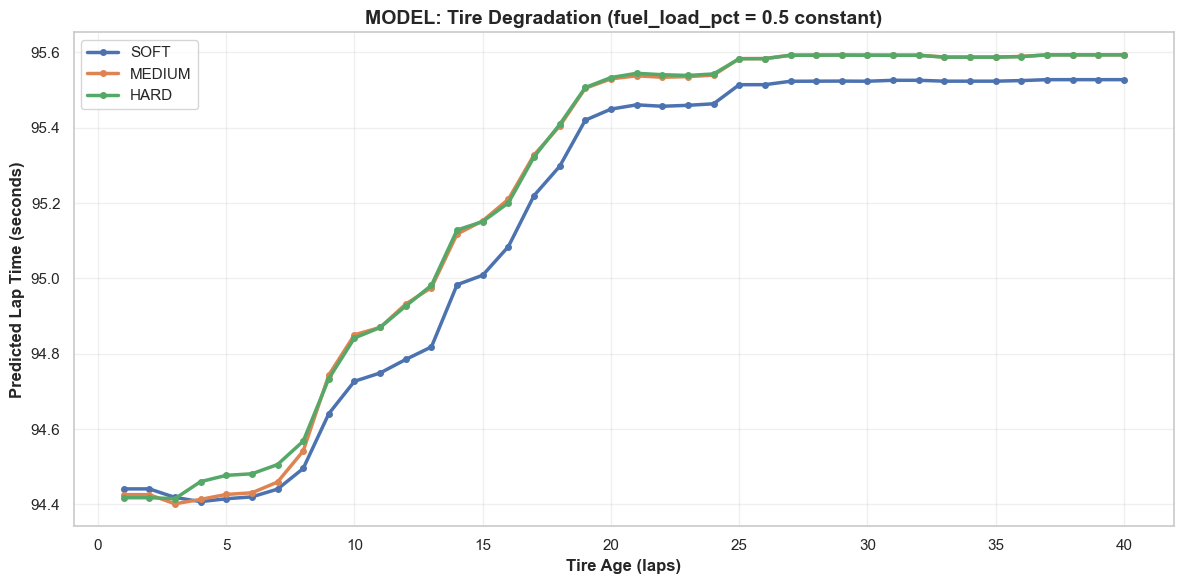 MODEL: Tire Degradation (fuel_load_pct = 0.5 constant)
SOFT
MEDIUM
HARD
Predicted Lap Time (seconds)
95.6
95.4
95.2
95.0
94.8
94.6
94.4
0 5 10 15 20 25 30 35 40
Tire Age (laps)